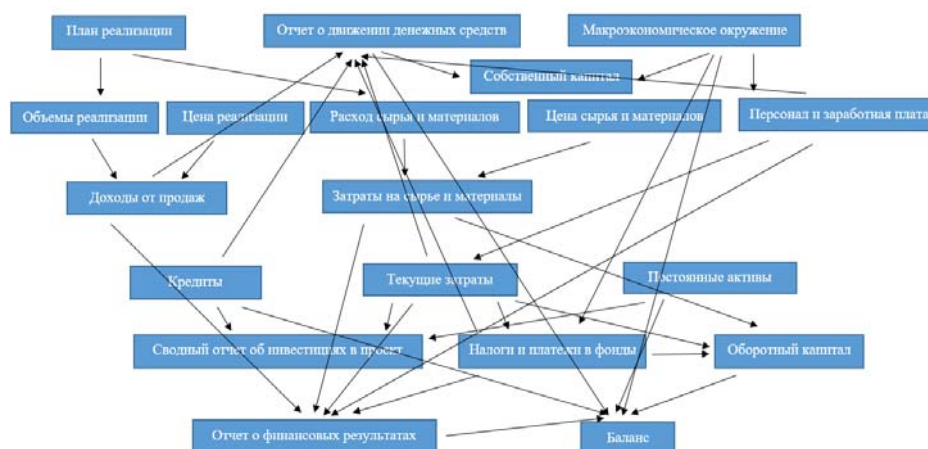 План реализации
Отчет о движении денежных средств
Макроэкономическое окружение
Собственный капитал
Объемы реализации
Цена реализации
Расход сырья и материалов
Цена сырья и материалов
Персонал и заработная плата
Доходы от продаж
Затраты на сырье и материалы
Кредиты
Текущие затраты
Постоянные активы
Сводный отчет об инвестициях в проект
Налоги и платежи в фонды
Оборотный капитал
Отчет о финансовых результатах
Баланс